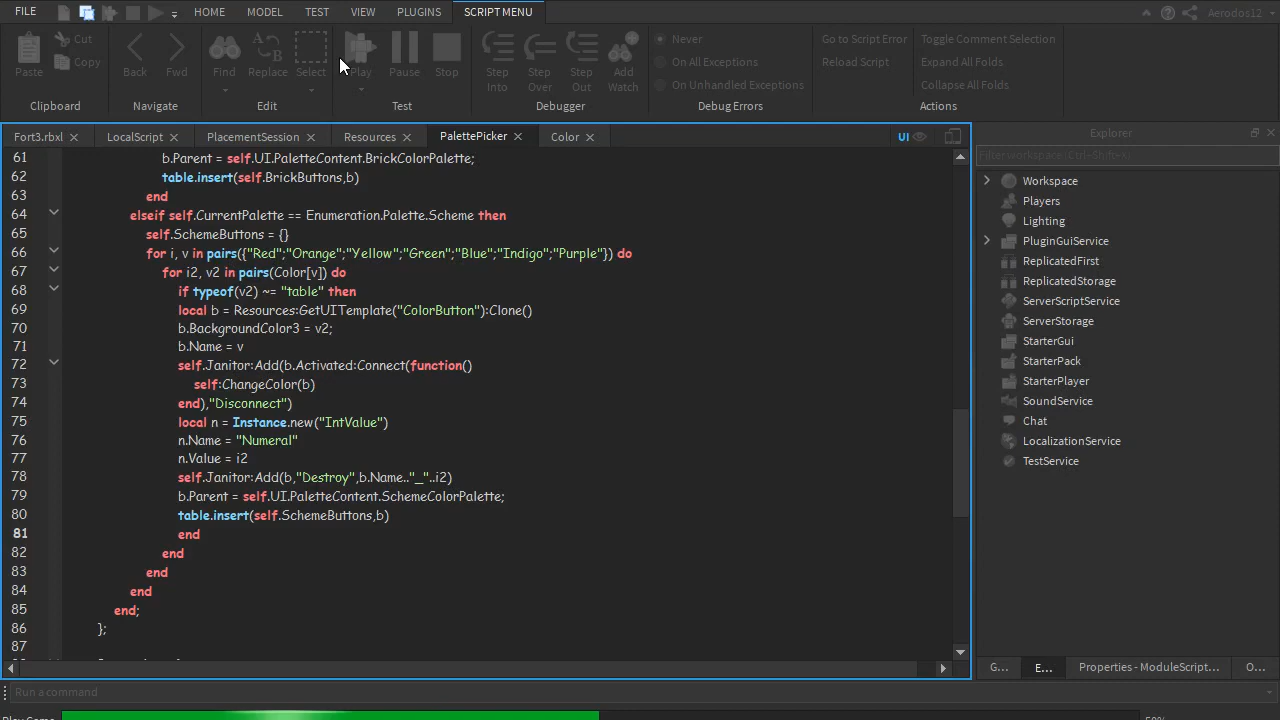 FILE HOME MODEL TEST VIEW PLUGINS SCRIPT MENU Aerodos12
Paste Cut Copy
Back Fwd
Find Replace Select
Play Pause Stop
Step Into Step Over Step Out Add Watch
Never
On All Exceptions
On Unhandled Exceptions
Go to Script Error
Reload Script
Toggle Comment Selection
Expand All Folds
Collapse All Folds
Clipboard Navigate Edit Test Debugger Debug Errors Actions
Fort3.rbxl LocalScript PlacementSession Resources PalettePicker Color UI
61 b.Parent = self.UI.PaletteContent.BrickColorPalette;
62 table.insert(self.BrickButtons,b)
63 end
64 elseif self.CurrentPalette == Enumeration.Palette.Scheme then
65 self.SchemeButtons = {}
66 for i, v in pairs({"Red";"Orange";"Yellow";"Green";"Blue";"Indigo";"Purple"}) do
67 for i2, v2 in pairs(Color[v]) do
68 if typeof(v2) ~= "table" then
69 local b = Resources:GetUITemplate("ColorButton"):Clone()
70 b.BackgroundColor3 = v2;
71 b.Name = v
72 self.Janitor:Add(b.Activated:Connect(function()
73 self:ChangeColor(b)
74 end),"Disconnect")
75 local n = Instance.new("IntValue")
76 n.Name = "Numeral"
77 n.Value = i2
78 self.Janitor:Add(b,"Destroy",b.Name.."_"..i2)
79 b.Parent = self.UI.PaletteContent.SchemeColorPalette;
80 table.insert(self.SchemeButtons,b)
81 end
82 end
83 end
84 end
85 end;
86 };
87
Explorer
Filter workspace (Ctrl+Shift+X)
Workspace
Players
Lighting
PluginGuiService
ReplicatedFirst
ReplicatedStorage
ServerScriptService
ServerStorage
StarterGui
StarterPack
StarterPlayer
SoundService
Chat
LocalizationService
TestService
G... E... Properties - ModuleScript... O...
Run a command